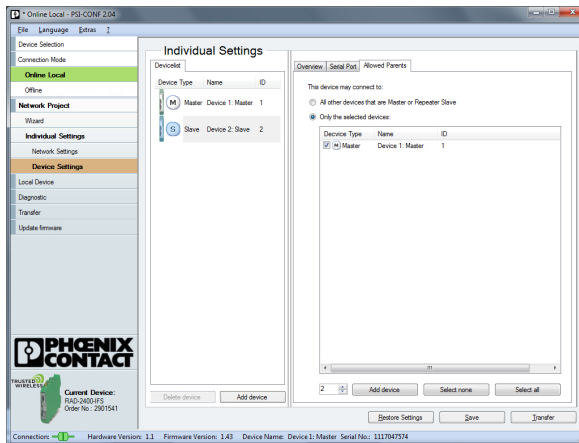 * Online Local - PSI-CONF 2.04
File Language Extras ?
Device Selection
Connection Mode
Online Local
Offline
Network Project
Wizard
Individual Settings
Network Settings
Device Settings
Local Device
Diagnostic
Transfer
Update firmware
PHŒNIX
CONTACT
TRUSTED
WIRELESS
Current Device:
RAD-2400-IFS
Order No.: 2901541
Individual Settings
Devicelist
Device Type Name ID
M Master Device 1: Master 1
S Slave Device 2: Slave 2
Delete device Add device
Overview Serial Port Allowed Parents
This device may connect to:
All other devices that are Master or Repeater Slave
Only the selected devices:
Decvice Type Name ID
M Master Device 1: Master 1
2 Add device Select none Select all
Restore Settings Save Transfer
Connection: Hardware Version: 1.1 Firmware Version: 1.43 Device Name: Device 1: Master Serial No.: 1117047574